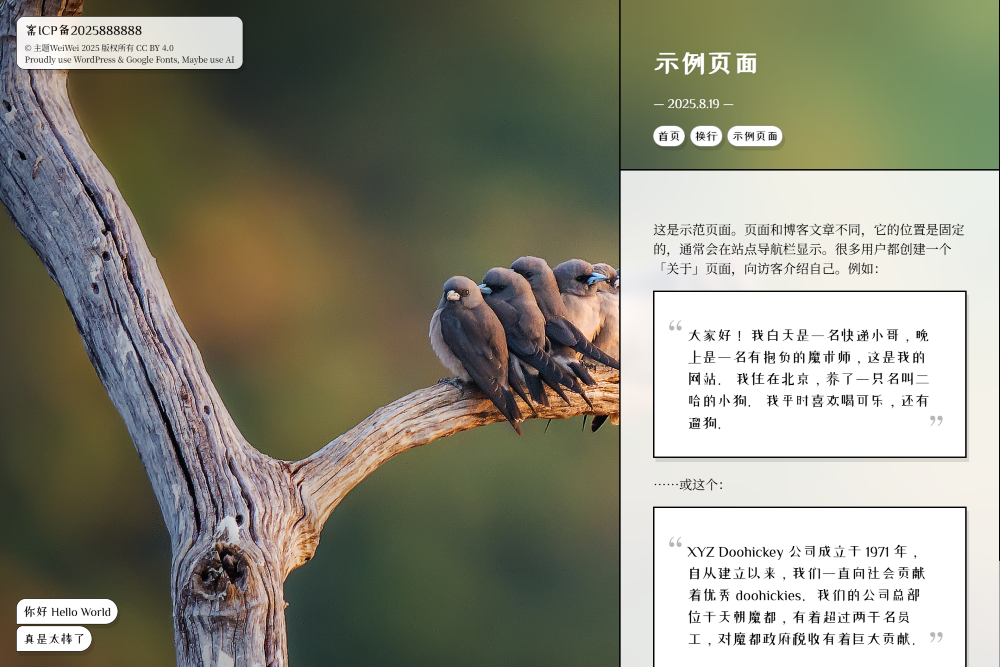 客ICP备2025888888
© 主题WeiWei 2025 版权所有 CC BY 4.0
Proudly use WordPress & Google Fonts, Maybe use AI
示例页面
— 2025.8.19 —
首页 换行 示例页面
这是示范页面。页面和博客文章不同，它的位置是固定
的，通常会在站点导航栏显示。很多用户都创建一个
「关于」页面，向访客介绍自己。例如：
“
大家好！我白天是一名快递小哥，晚
上是一名有抱负的魔术师，这是我的
网站。我住在北京，养了一只名叫二
哈的小狗。我平时喜欢喝可乐，还有
遛狗。
”
……或这个：
“
XYZ Doohickey 公司成立于 1971 年，
自从建立以来，我们一直向社会贡献
着优秀 doohickies。我们的公司总部
位于天朝魔都，有着超过两千名员
工，对魔都政府税收有着巨大贡献。
”
你好 Hello World
真是太棒了